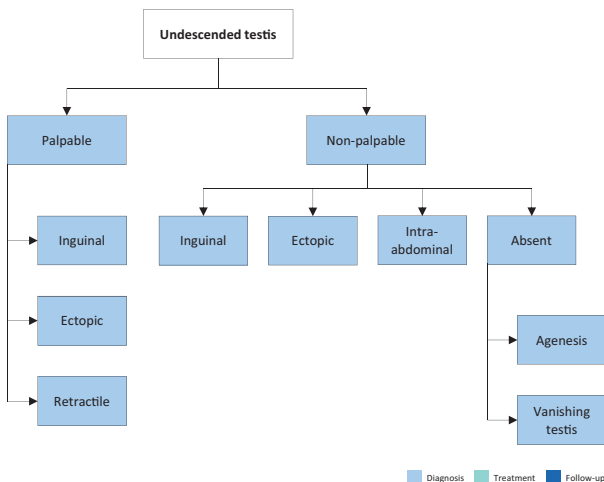 Undescended testis
Palpable
Non-palpable
Inguinal
Ectopic
Retractile
Inguinal
Ectopic
Intra-
abdominal
Absent
Agenesis
Vanishing
testis
Diagnosis
Treatment
Follow-up